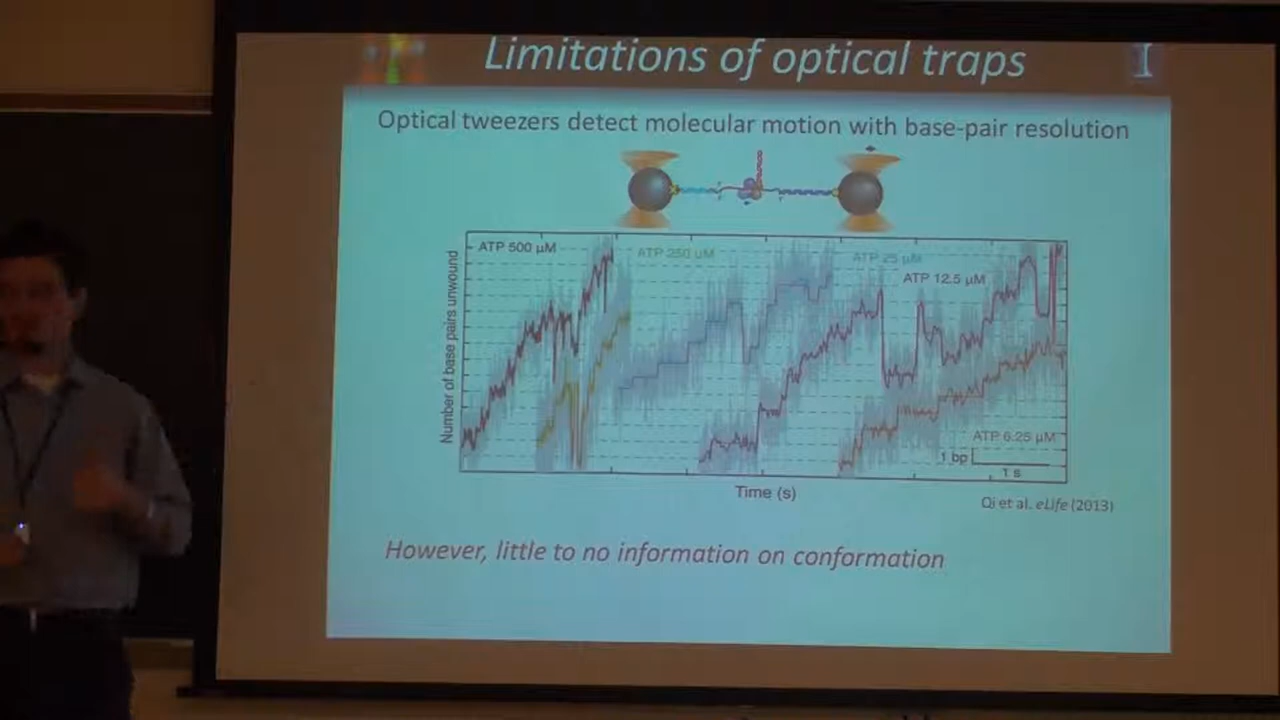 Limitations of optical traps
I
Optical tweezers detect molecular motion with base-pair resolution
Number of base pairs unwound
ATP 500 µM
ATP 250 µM
ATP 25 µM
ATP 12.5 µM
ATP 6.25 µM
1 bp
1 s
Time (s)
Qi et al. eLife (2013)
However, little to no information on conformation